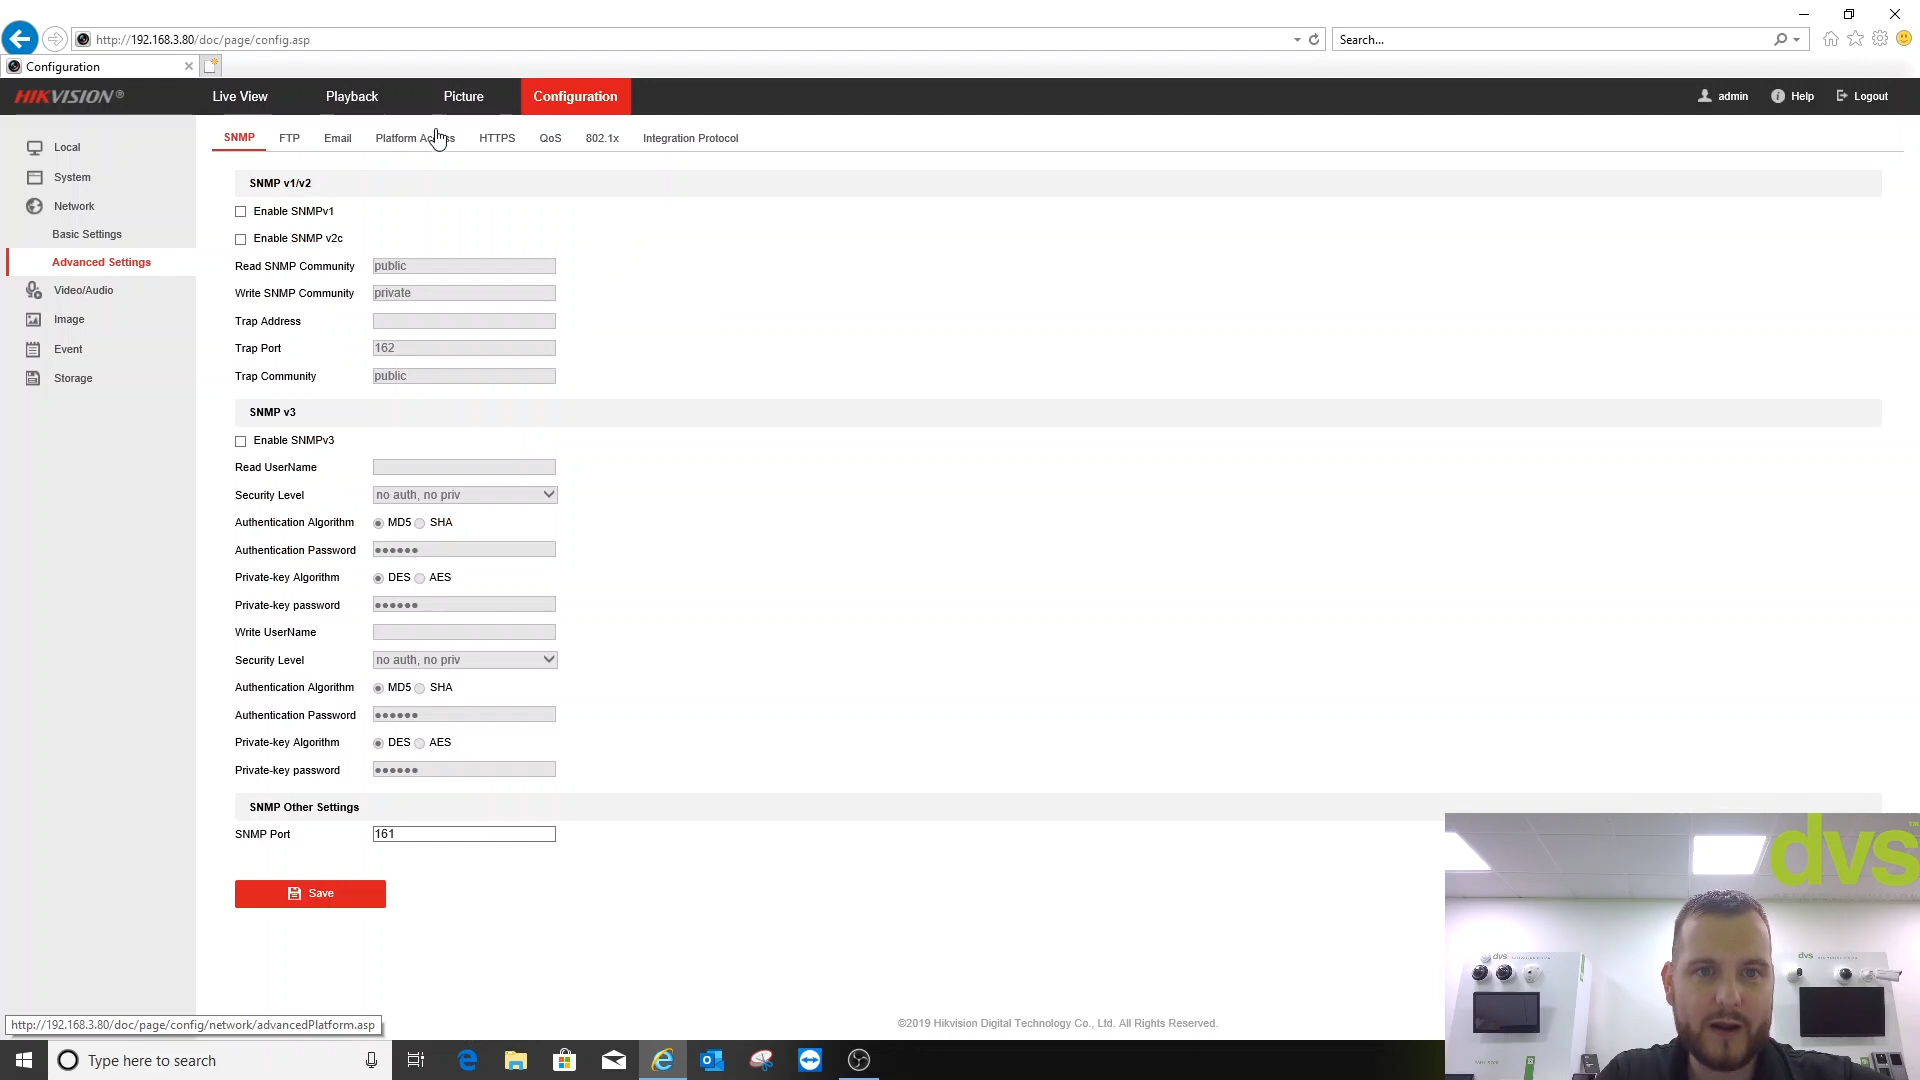 http://192.168.3.80/doc/page/config.asp
Search...
Configuration
HIKVISION®
Live View
Playback
Picture
Configuration
admin
Help
Logout
SNMP
FTP
Email
Platform Access
HTTPS
QoS
802.1x
Integration Protocol
Local
System
Network
Basic Settings
Advanced Settings
Video/Audio
Image
Event
Storage
SNMP v1/v2
Enable SNMPv1
Enable SNMP v2c
Read SNMP Community public
Write SNMP Community private
Trap Address
Trap Port 162
Trap Community public
SNMP v3
Enable SNMPv3
Read UserName
Security Level no auth, no priv
Authentication Algorithm MD5 SHA
Authentication Password ••••••
Private-key Algorithm DES AES
Private-key password ••••••
Write UserName
Security Level no auth, no priv
Authentication Algorithm MD5 SHA
Authentication Password ••••••
Private-key Algorithm DES AES
Private-key password ••••••
SNMP Other Settings
SNMP Port 161
Save
dvs™
dvs
dvs
©2019 Hikvision Digital Technology Co., Ltd. All Rights Reserved.
http://192.168.3.80/doc/page/config/network/advancedPlatform.asp
Type here to search